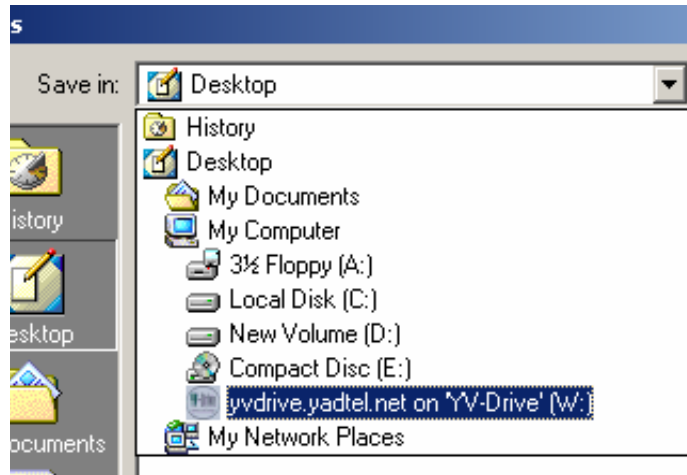 s
Save in: Desktop
History
Desktop
My Documents
My Computer
3½ Floppy (A:)
Local Disk (C:)
New Volume (D:)
Compact Disc (E:)
yvdrive.yadtel.net on 'YV-Drive' (W:)
My Network Places
istory
esktop
ocuments